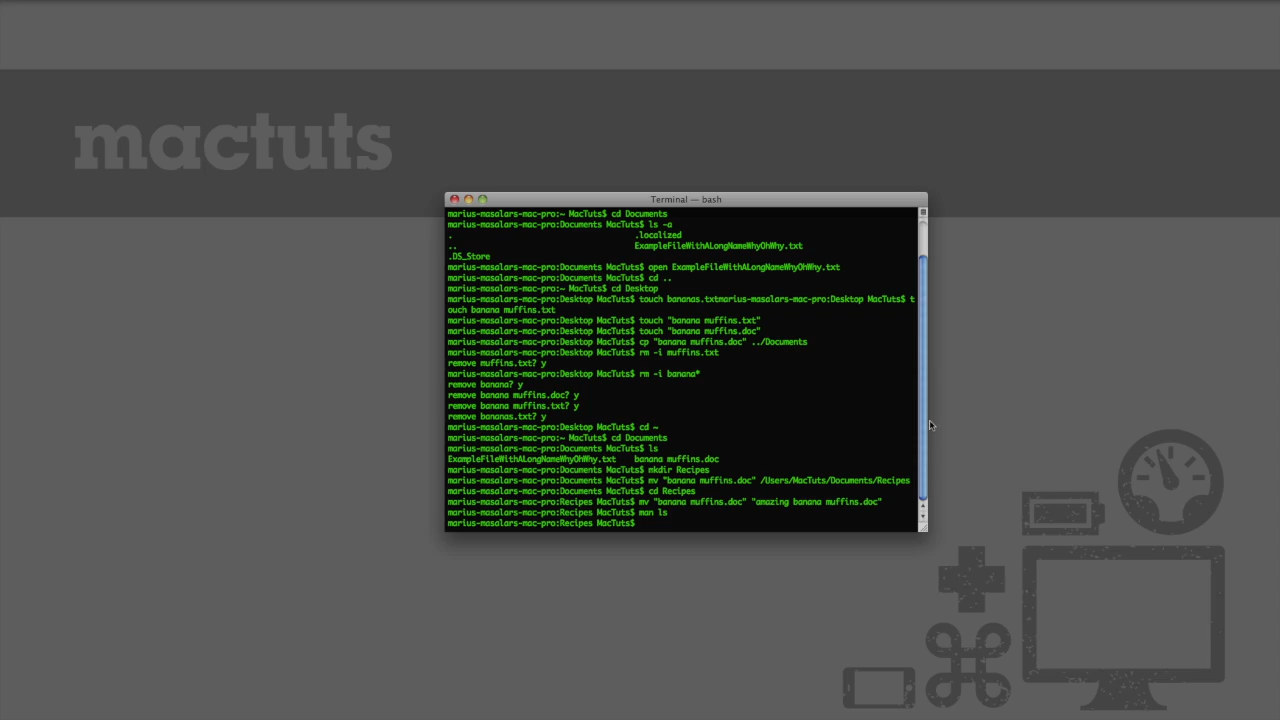 mactuts
Terminal — bash
marius-masalars-mac-pro:~ MacTuts$ cd Documents
marius-masalars-mac-pro:Documents MacTuts$ ls -a
. .localized
.. ExampleFileWithALongNameWhyOhWhy.txt
.DS_Store
marius-masalars-mac-pro:Documents MacTuts$ open ExampleFileWithALongNameWhyOhWhy.txt
marius-masalars-mac-pro:Documents MacTuts$ cd ..
marius-masalars-mac-pro:~ MacTuts$ cd Desktop
marius-masalars-mac-pro:Desktop MacTuts$ touch bananas.txtmarius-masalars-mac-pro:Desktop MacTuts$ t
ouch banana muffins.txt
marius-masalars-mac-pro:Desktop MacTuts$ touch "banana muffins.txt"
marius-masalars-mac-pro:Desktop MacTuts$ touch "banana muffins.doc"
marius-masalars-mac-pro:Desktop MacTuts$ cp "banana muffins.doc" ../Documents
marius-masalars-mac-pro:Desktop MacTuts$ rm -i muffins.txt
remove muffins.txt? y
marius-masalars-mac-pro:Desktop MacTuts$ rm -i banana*
remove banana? y
remove banana muffins.doc? y
remove banana muffins.txt? y
remove bananas.txt? y
marius-masalars-mac-pro:Desktop MacTuts$ cd ~
marius-masalars-mac-pro:~ MacTuts$ cd Documents
marius-masalars-mac-pro:Documents MacTuts$ ls
ExampleFileWithALongNameWhyOhWhy.txt banana muffins.doc
marius-masalars-mac-pro:Documents MacTuts$ mkdir Recipes
marius-masalars-mac-pro:Documents MacTuts$ mv "banana muffins.doc" /Users/MacTuts/Documents/Recipes
marius-masalars-mac-pro:Documents MacTuts$ cd Recipes
marius-masalars-mac-pro:Recipes MacTuts$ mv "banana muffins.doc" "amazing banana muffins.doc"
marius-masalars-mac-pro:Recipes MacTuts$ man ls
marius-masalars-mac-pro:Recipes MacTuts$